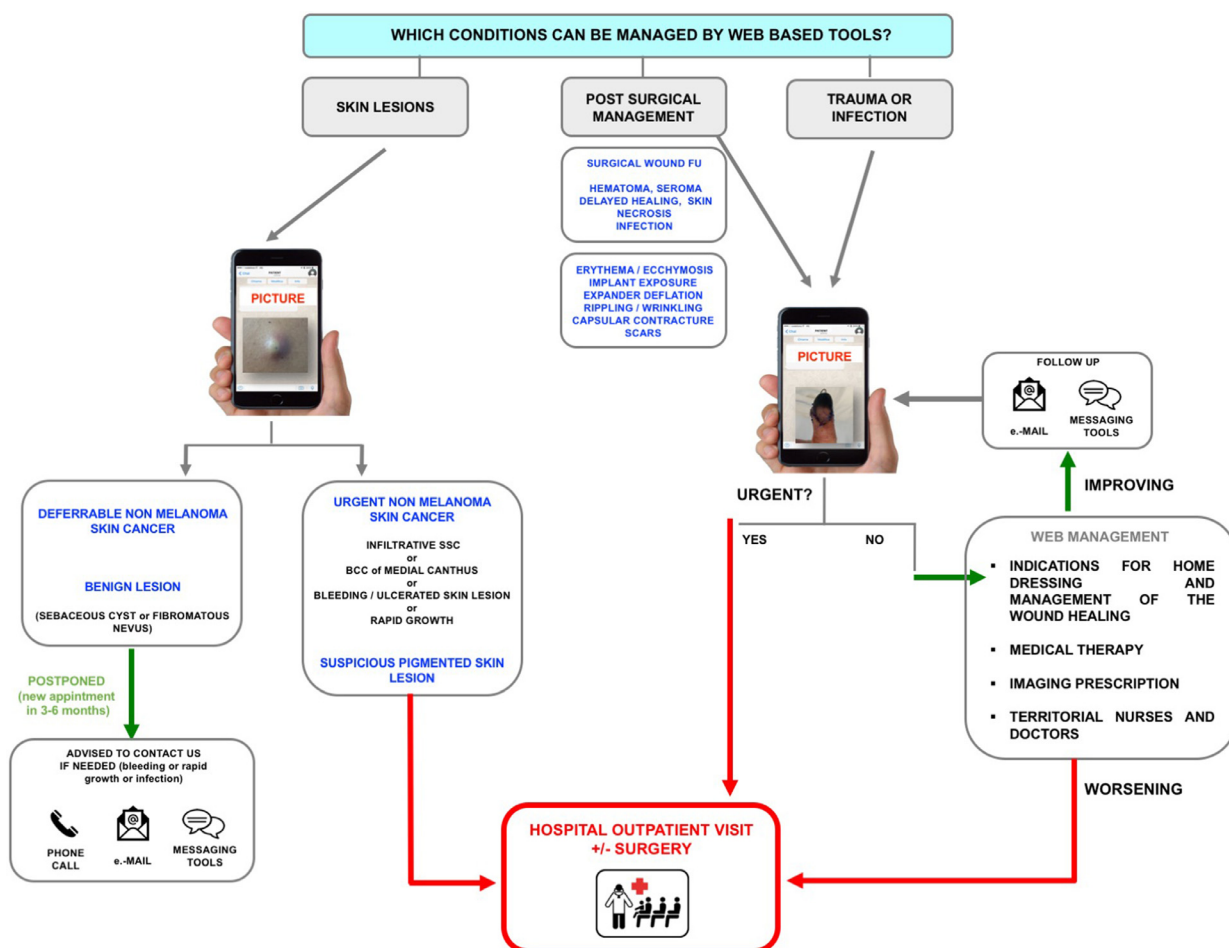 WHICH CONDITIONS CAN BE MANAGED BY WEB BASED TOOLS?
SKIN LESIONS
POST SURGICAL
MANAGEMENT
TRAUMA OR
INFECTION
SURGICAL WOUND FU
HEMATOMA, SEROMA
DELAYED HEALING, SKIN
NECROSIS
INFECTION
ERYTHEMA / ECCHYMOSIS
IMPLANT EXPOSURE
EXPANDER DEFLATION
RIPPLING / WRINKLING
CAPSULAR CONTRACTURE
SCARS
PICTURE
PICTURE
FOLLOW UP
e.-MAIL
MESSAGING
TOOLS
IMPROVING
DEFERRABLE NON MELANOMA
SKIN CANCER
BENIGN LESION
(SEBACEOUS CYST or FIBROMATOUS
NEVUS)
URGENT NON MELANOMA
SKIN CANCER
INFILTRATIVE SSC
or
BCC of MEDIAL CANTHUS
or
BLEEDING / ULCERATED SKIN LESION
or
RAPID GROWTH
SUSPICIOUS PIGMENTED SKIN
LESION
URGENT?
YES
NO
WEB MANAGEMENT
▪ INDICATIONS FOR HOME
DRESSING AND
MANAGEMENT OF THE
WOUND HEALING
▪ MEDICAL THERAPY
▪ IMAGING PRESCRIPTION
▪ TERRITORIAL NURSES AND
DOCTORS
POSTPONED
(new appintment
in 3-6 months)
ADVISED TO CONTACT US
IF NEEDED (bleeding or rapid
growth or infection)
PHONE
CALL
e.-MAIL
MESSAGING
TOOLS
WORSENING
HOSPITAL OUTPATIENT VISIT
+/- SURGERY